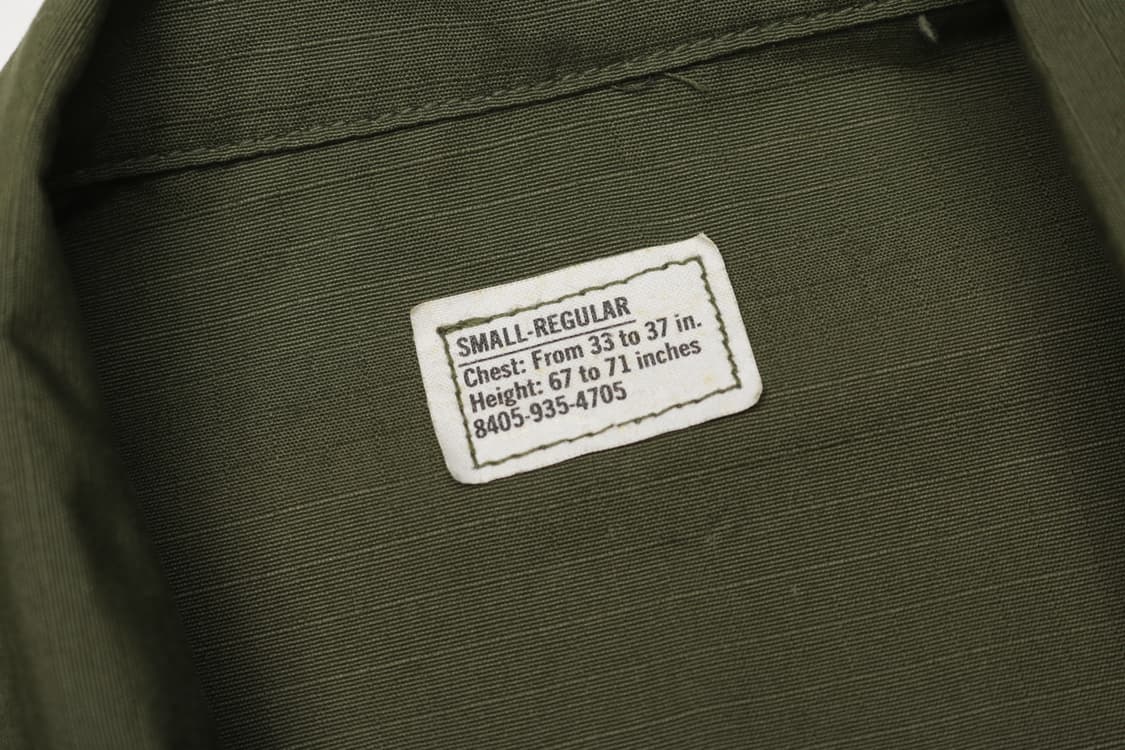 SMALL-REGULAR
Chest: From 33 to 37 in.
Height: 67 to 71 inches
8405-935-4705